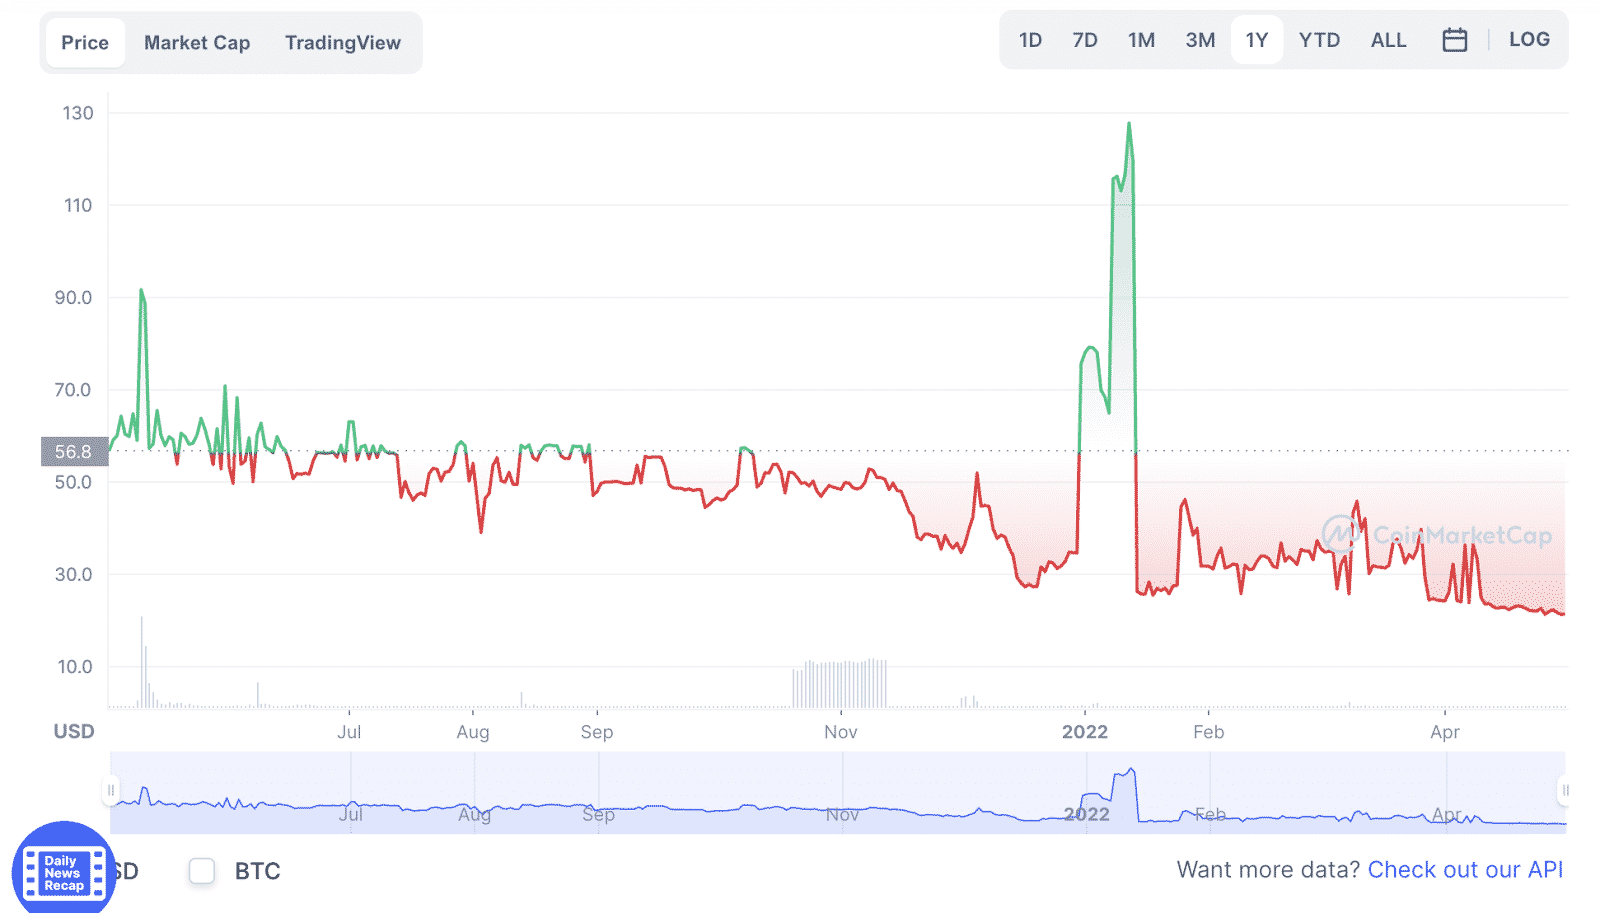 Price Market Cap TradingView
1D 7D 1M 3M 1Y YTD ALL LOG
130
110
90.0
70.0
56.8
50.0
30.0
10.0
CoinMarketCap
USD Jul Aug Sep Nov 2022 Feb Apr
Jul Aug Sep Nov 2022 Feb Apr
Daily
News
Recap
SD BTC
Want more data? Check out our API